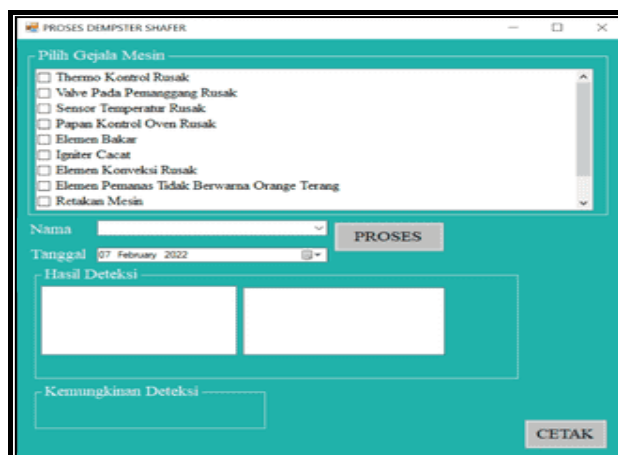 PROSES DEMPSTER SHAFER
Pilih Gejala Mesin
Thermo Kontrol Rusak
Valve Pada Pemanggang Rusak
Sensor Temperatur Rusak
Papan Kontrol Oven Rusak
Elemen Bakar
Igniter Cacat
Elemen Konveksi Rusak
Elemen Pemanas Tidak Berwarna Orange Terang
Retakan Mesin
Nama
PROSES
Tanggal 07 February 2022
Hasil Deteksi
Kemungkinan Deteksi
CETAK